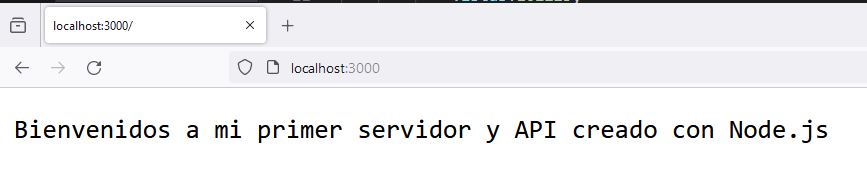 localhost:3000/
localhost:3000
Bienvenidos a mi primer servidor y API creado con Node.js